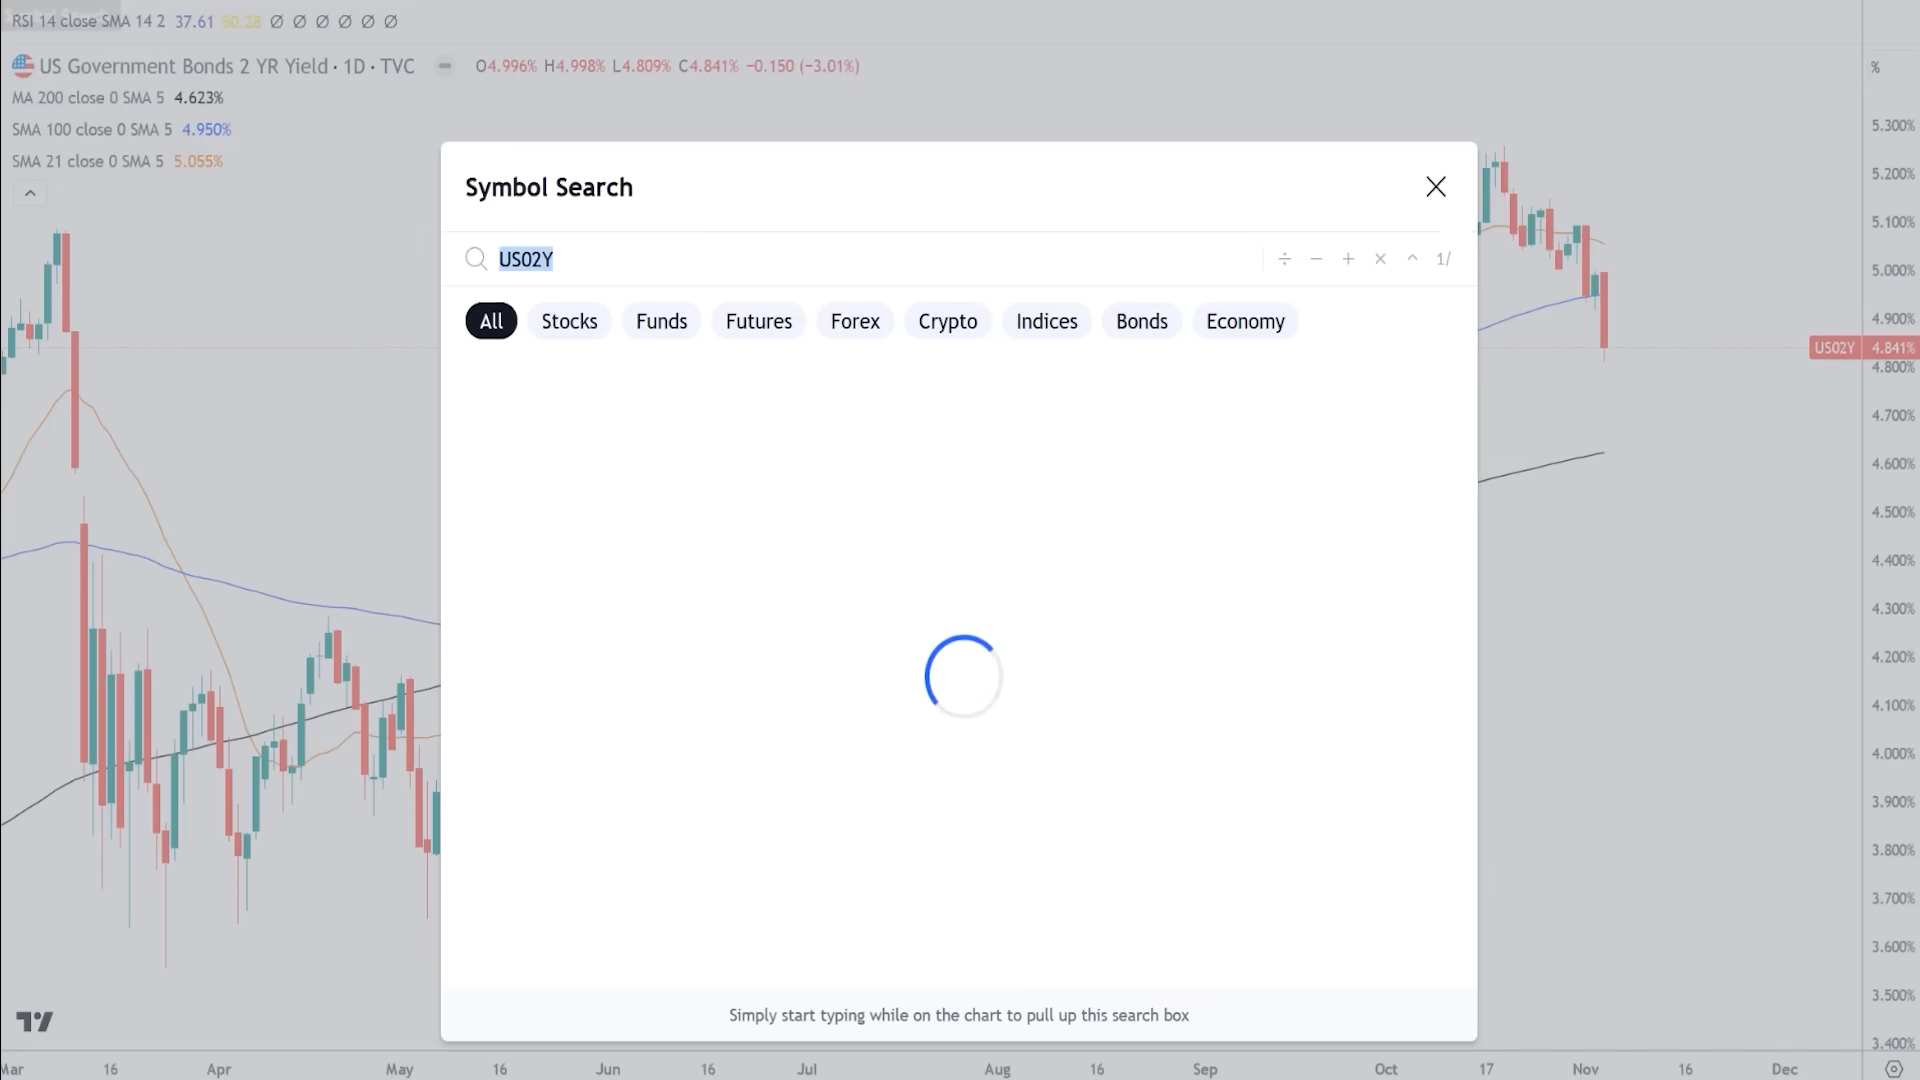 RSI 14 close SMA 14 2 37.61 50.28 Ø Ø Ø Ø Ø Ø
US Government Bonds 2 YR Yield · 1D · TVC O4.996% H4.998% L4.809% C4.841% −0.150 (−3.01%)
%
MA 200 close 0 SMA 5 4.623%
SMA 100 close 0 SMA 5 4.950%
SMA 21 close 0 SMA 5 5.055%
Symbol Search
US02Y
÷ − + × ^ 1/
All Stocks Funds Futures Forex Crypto Indices Bonds Economy
5.300%
5.200%
5.100%
5.000%
4.900%
US02Y 4.841%
4.800%
4.700%
4.600%
4.500%
4.400%
4.300%
4.200%
4.100%
4.000%
3.900%
3.800%
3.700%
3.600%
3.500%
3.400%
Simply start typing while on the chart to pull up this search box
Mar 16 Apr May 16 Jun 16 Jul Aug 16 Sep Oct 17 Nov 16 Dec